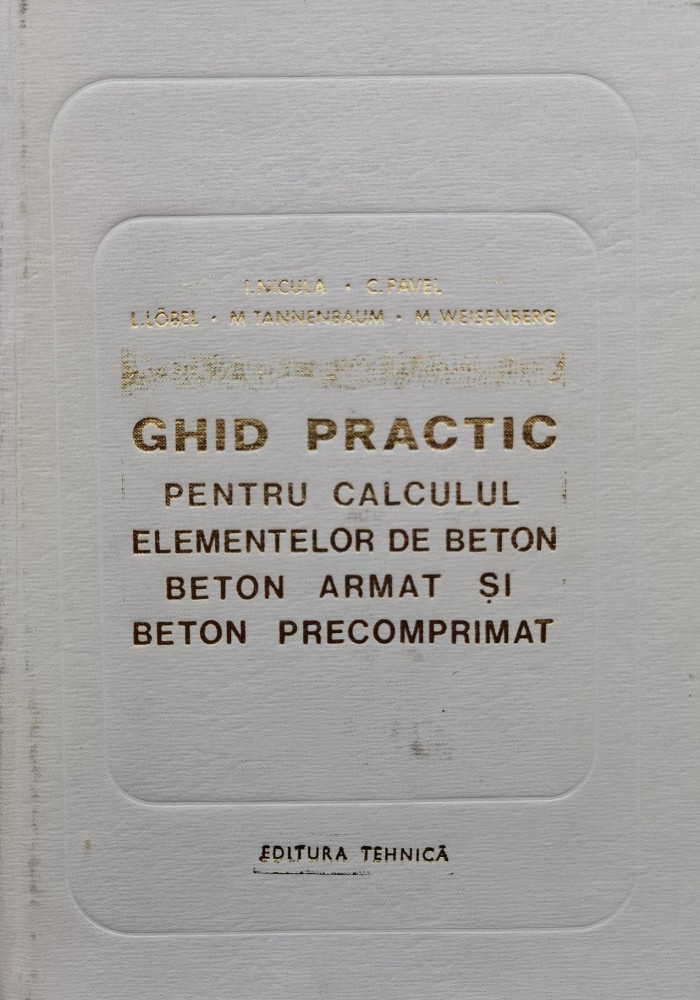 I. NICULA · C. PAVEL
L. LÖBEL · M. TANNENBAUM · M. WEISENBERG
GHID PRACTIC
PENTRU CALCULUL
ELEMENTELOR DE BETON
BETON ARMAT ȘI
BETON PRECOMPRIMAT
EDITURA TEHNICĂ